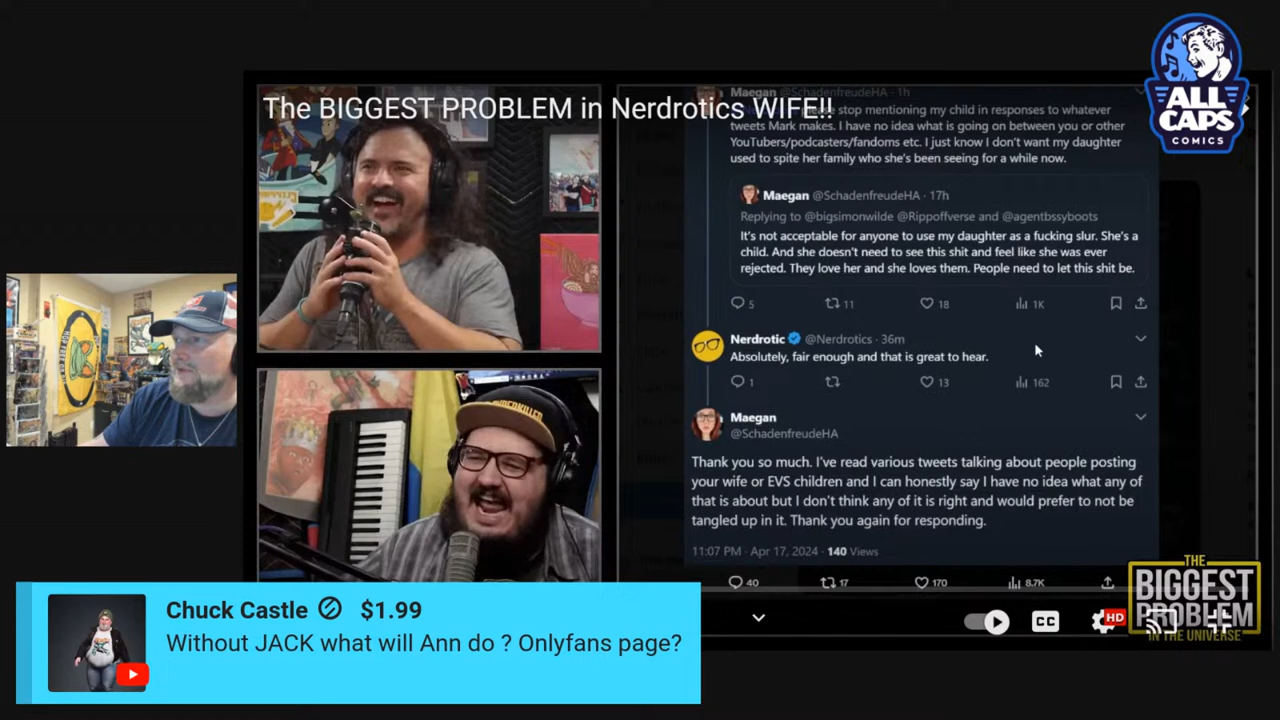 The BIGGEST PROBLEM in Nerdrotics WIFE!!
Maegan @SchadenfreudeHA · 1h
stop mentioning my child in responses to whatever
tweets Mark makes. I have no idea what is going on between you or other
YouTubers/podcasters/fandoms etc. I just know I don't want my daughter
used to spite her family who she's been seeing for a while now.
Maegan @SchadenfreudeHA · 17h
Replying to @bigsimonwilde @Rippoffverse and @agentbssyboots
It's not acceptable for anyone to use my daughter as a fucking slur. She's a
child. And she doesn't need to see this shit and feel like she was ever
rejected. They love her and she loves them. People need to let this shit be.
5 11 18 1K
Nerdrotic @Nerdrotics · 36m
Absolutely, fair enough and that is great to hear.
1 13 162
Maegan
@SchadenfreudeHA
Thank you so much. I've read various tweets talking about people posting
your wife or EVS children and I can honestly say I have no idea what any of
that is about but I don't think any of it is right and would prefer to not be
tangled up in it. Thank you again for responding.
11:07 PM · Apr 17, 2024 · 140 Views
40 17 170 8.7K
CC HD
ALL
CAPS
COMICS
THE
BIGGEST
PROBLEM
IN THE UNIVERSE
Chuck Castle $1.99
Without JACK what will Ann do ? Onlyfans page?